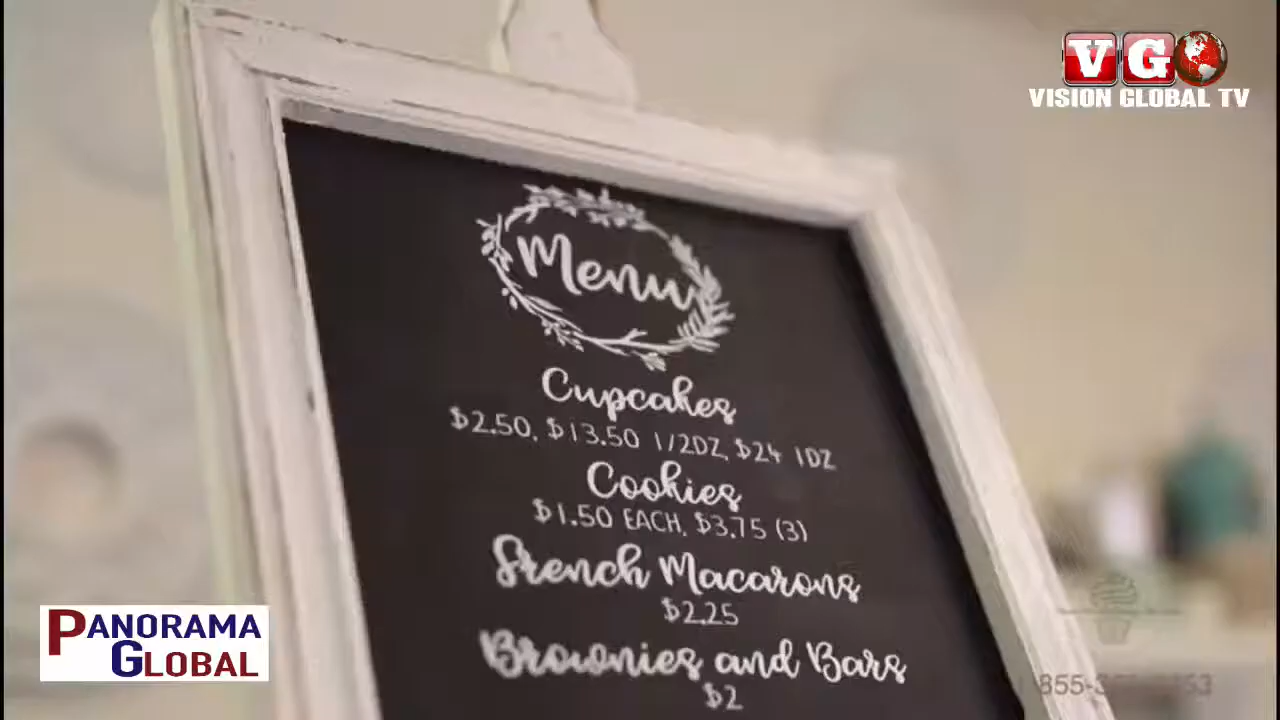 VG
VISION GLOBAL TV
Menu
Cupcakes
$2.50, $13.50 1/2DZ, $24 1DZ
Cookies
$1.50 EACH, $3.75 (3)
French Macarons
$2.25
Brownies and Bars
$2
PANORAMA
GLOBAL